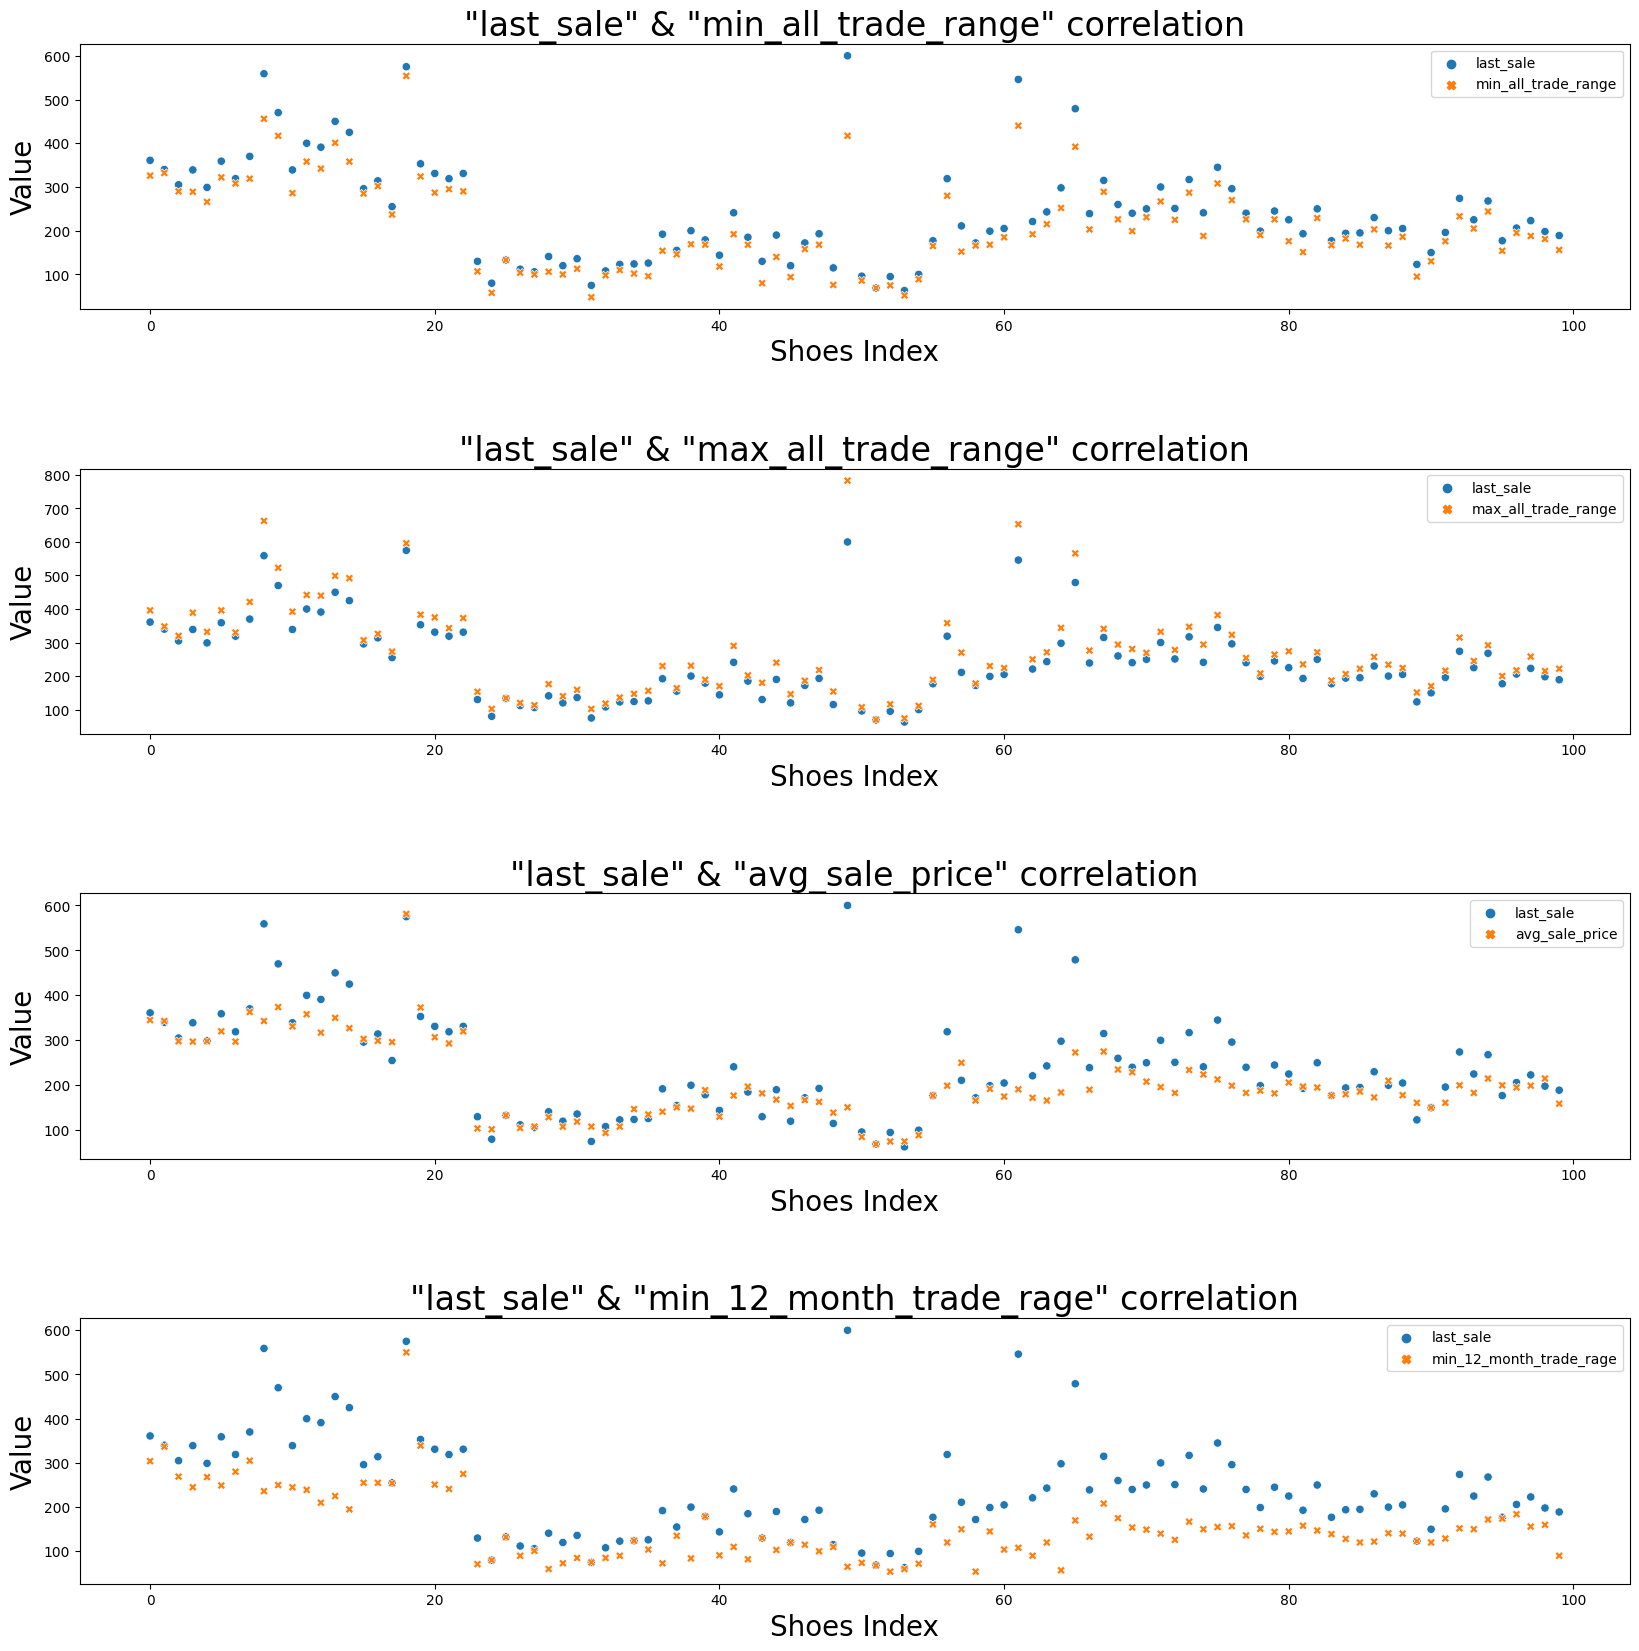 "last_sale" & "min_all_trade_range" correlation
600
500
400
300
200
100
Value
last_sale
min_all_trade_range
0 20 40 60 80 100
Shoes Index
"last_sale" & "max_all_trade_range" correlation
800
700
600
500
400
300
200
100
Value
last_sale
max_all_trade_range
0 20 40 60 80 100
Shoes Index
"last_sale" & "avg_sale_price" correlation
600
500
400
300
200
100
Value
last_sale
avg_sale_price
0 20 40 60 80 100
Shoes Index
"last_sale" & "min_12_month_trade_rage" correlation
600
500
400
300
200
100
Value
last_sale
min_12_month_trade_rage
0 20 40 60 80 100
Shoes Index